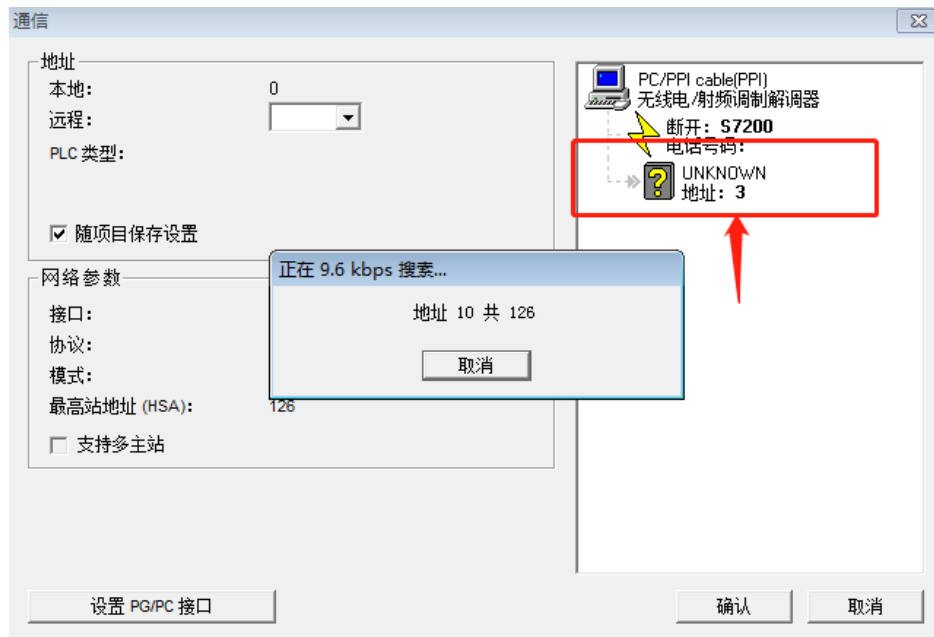 通信
地址
本地： 0
远程：
PLC 类型：
随项目保存设置
网络参数
接口：
协议：
模式：
最高站地址 (HSA)： 126
支持多主站
正在 9.6 kbps 搜索...
地址 10 共 126
取消
PC/PPI cable(PPI)
无线电/射频调制解调器
断开： S7200
电话号码：
UNKNOWN
地址： 3
设置 PG/PC 接口
确认
取消